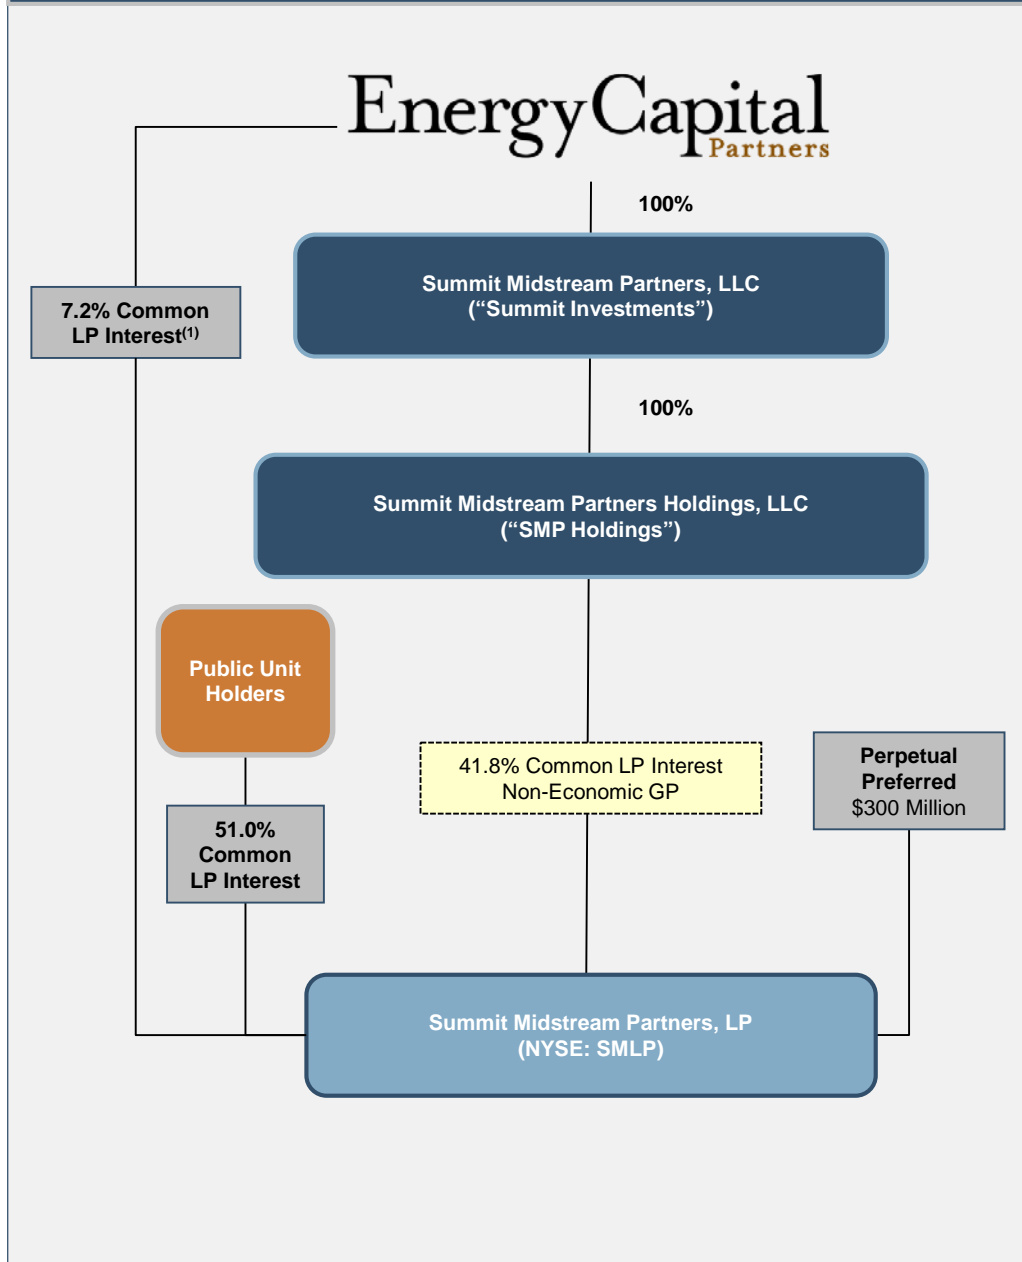 EnergyCapital
Partners
100%
Summit Midstream Partners, LLC
(“Summit Investments”)
7.2% Common
LP Interest(1)
100%
Summit Midstream Partners Holdings, LLC
(“SMP Holdings”)
Public Unit
Holders
41.8% Common LP Interest
Non-Economic GP
Perpetual
Preferred
$300 Million
51.0%
Common
LP Interest
Summit Midstream Partners, LP
(NYSE: SMLP)